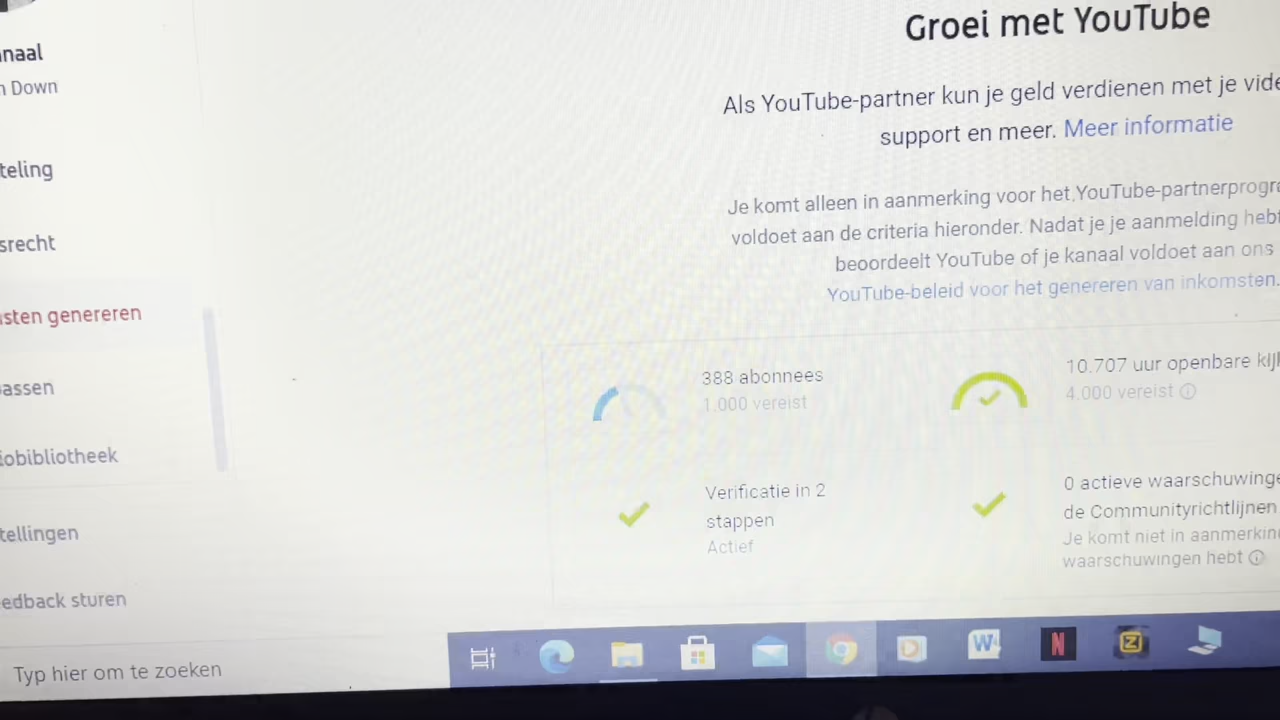 naal
n Down
teling
srecht
sten genereren
assen
obibliotheek
tellingen
edback sturen
Groei met YouTube
Als YouTube-partner kun je geld verdienen met je vide
support en meer. Meer informatie
Je komt alleen in aanmerking voor het YouTube-partnerprogra
voldoet aan de criteria hieronder. Nadat je je aanmelding hebt
beoordeelt YouTube of je kanaal voldoet aan ons
YouTube-beleid voor het genereren van inkomsten.
388 abonnees
1.000 vereist
10.707 uur openbare kijk
4.000 vereist
Verificatie in 2
stappen
Actief
0 actieve waarschuwinge
de Communityrichtlijnen
Je komt niet in aanmerkin
waarschuwingen hebt
Typ hier om te zoeken